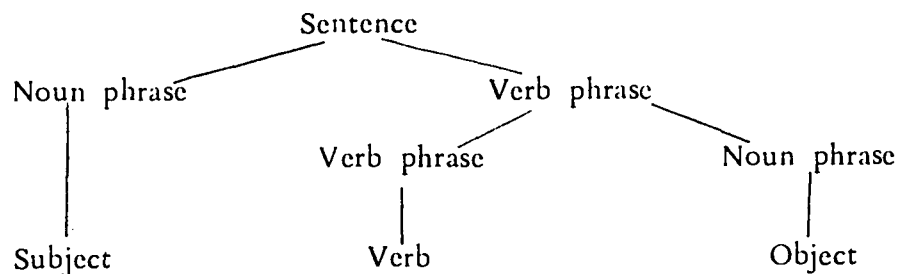 Sentence
Noun phrase Verb phrase
Verb phrase Noun phrase
Subject Verb Object